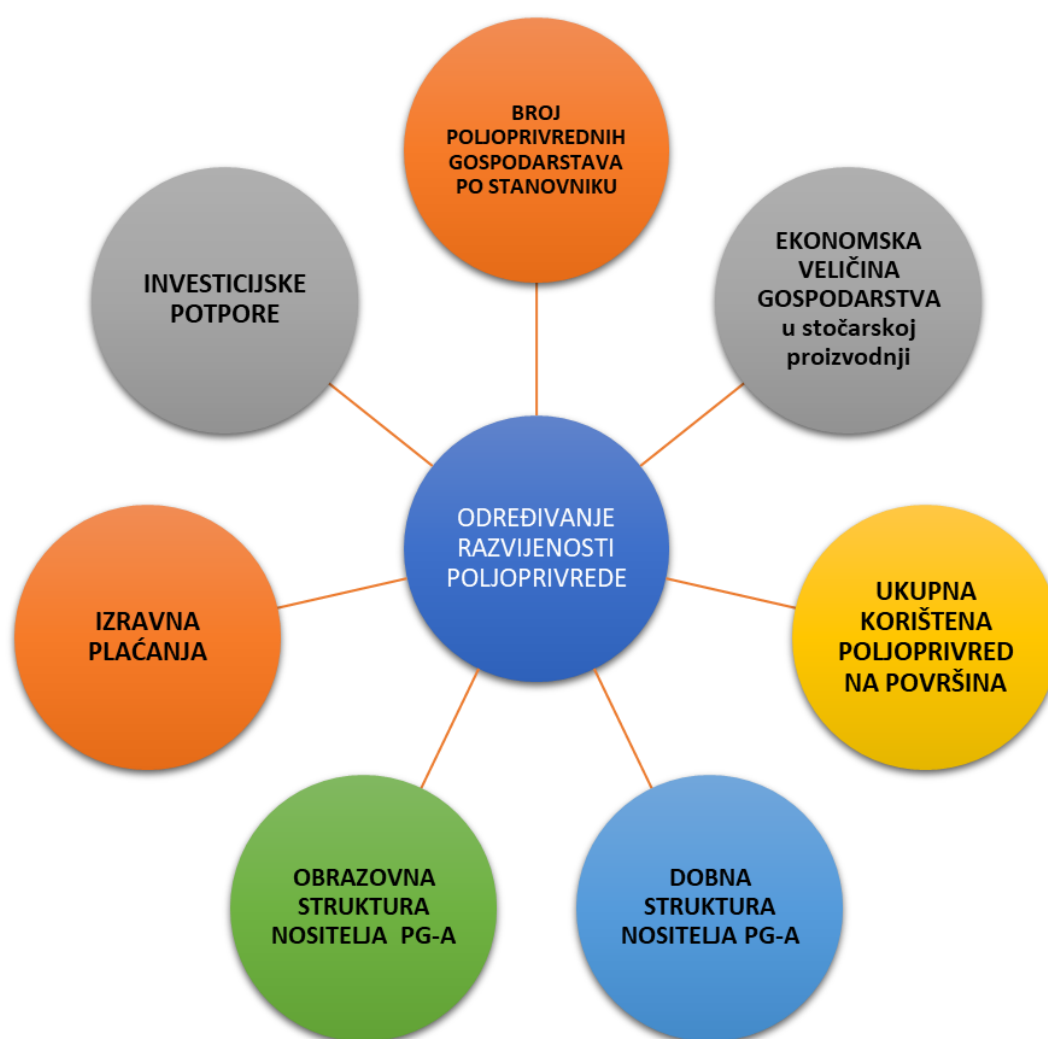 BROJ
POLJOPRIVREDNIH
GOSPODARSTAVA
PO STANOVNIKU
EKONOMSKA
VELIČINA
GOSPODARSTVA
u stočarskoj
proizvodnji
INVESTICIJSKE
POTPORE
ODREĐIVANJE
RAZVIJENOSTI
POLJOPRIVREDE
UKUPNA
KORIŠTENA
POLJOPRIVRED
NA POVRŠINA
IZRAVNA
PLAĆANJA
OBRAZOVNA
STRUKTURA
NOSITELJA PG-A
DOBNA
STRUKTURA
NOSITELJA PG-A